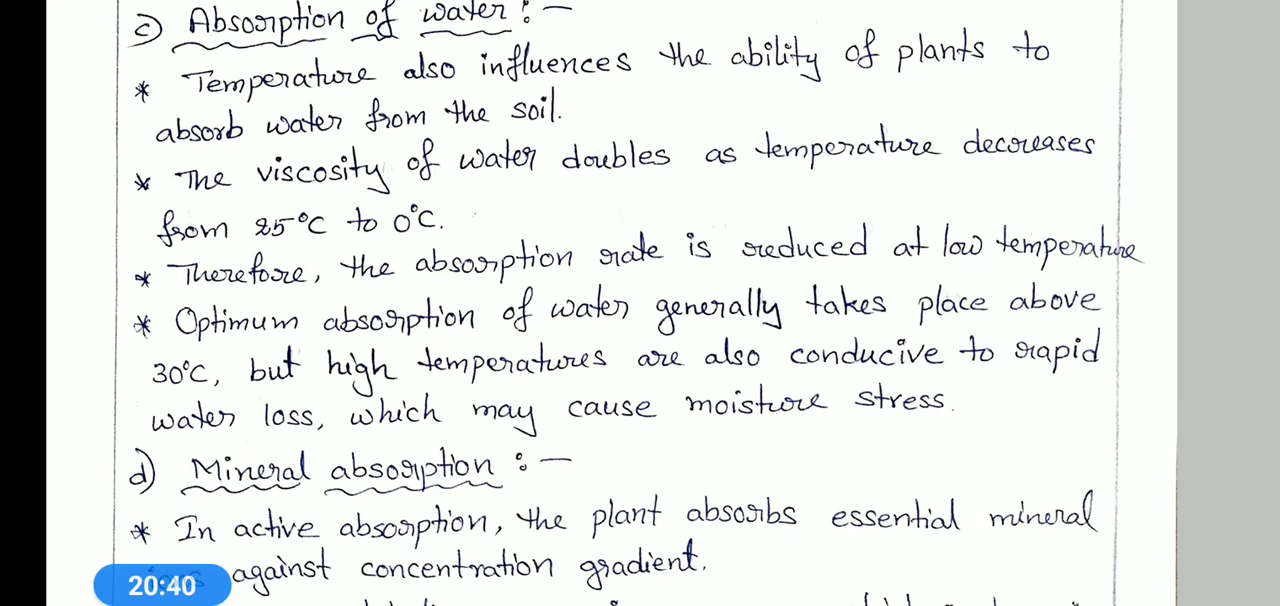 c) Absorption of water : —
* Temperature also influences the ability of plants to
absorb water from the soil.
* The viscosity of water doubles as temperature decreases
from 25°C to 0°C.
* Therefore, the absorption rate is reduced at low temperature
* Optimum absorption of water generally takes place above
30°C, but high temperatures are also conducive to rapid
water loss, which may cause moisture stress.
d) Mineral absorption : —
* In active absorption, the plant absorbs essential mineral
against concentration gradient.
20:40